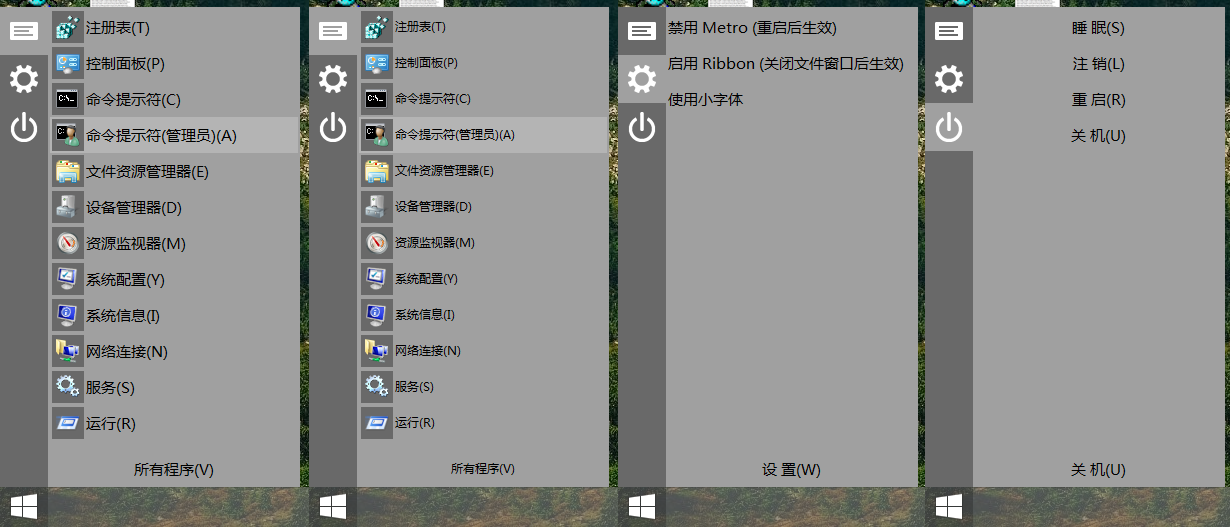 注册表(T)
控制面板(P)
命令提示符(C)
命令提示符(管理员)(A)
文件资源管理器(E)
设备管理器(D)
资源监视器(M)
系统配置(Y)
系统信息(I)
网络连接(N)
服务(S)
运行(R)
所有程序(V)
注册表(T)
控制面板(P)
命令提示符(C)
命令提示符(管理员)(A)
文件资源管理器(E)
设备管理器(D)
资源监视器(M)
系统配置(Y)
系统信息(I)
网络连接(N)
服务(S)
运行(R)
所有程序(V)
禁用 Metro (重启后生效)
启用 Ribbon (关闭文件窗口后生效)
使用小字体
设 置(W)
睡 眠(S)
注 销(L)
重 启(R)
关 机(U)
关 机(U)